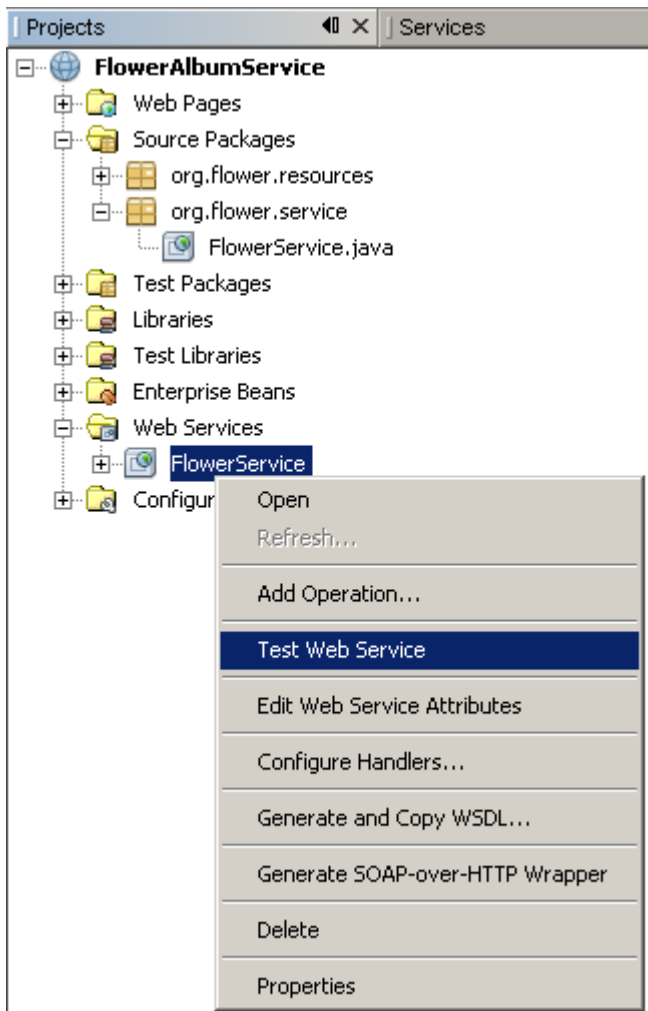 Projects
Services
FlowerAlbumService
Web Pages
Source Packages
org.flower.resources
org.flower.service
FlowerService.java
Test Packages
Libraries
Test Libraries
Enterprise Beans
Web Services
FlowerService
Configur
Open
Refresh...
Add Operation...
Test Web Service
Edit Web Service Attributes
Configure Handlers...
Generate and Copy WSDL...
Generate SOAP-over-HTTP Wrapper
Delete
Properties